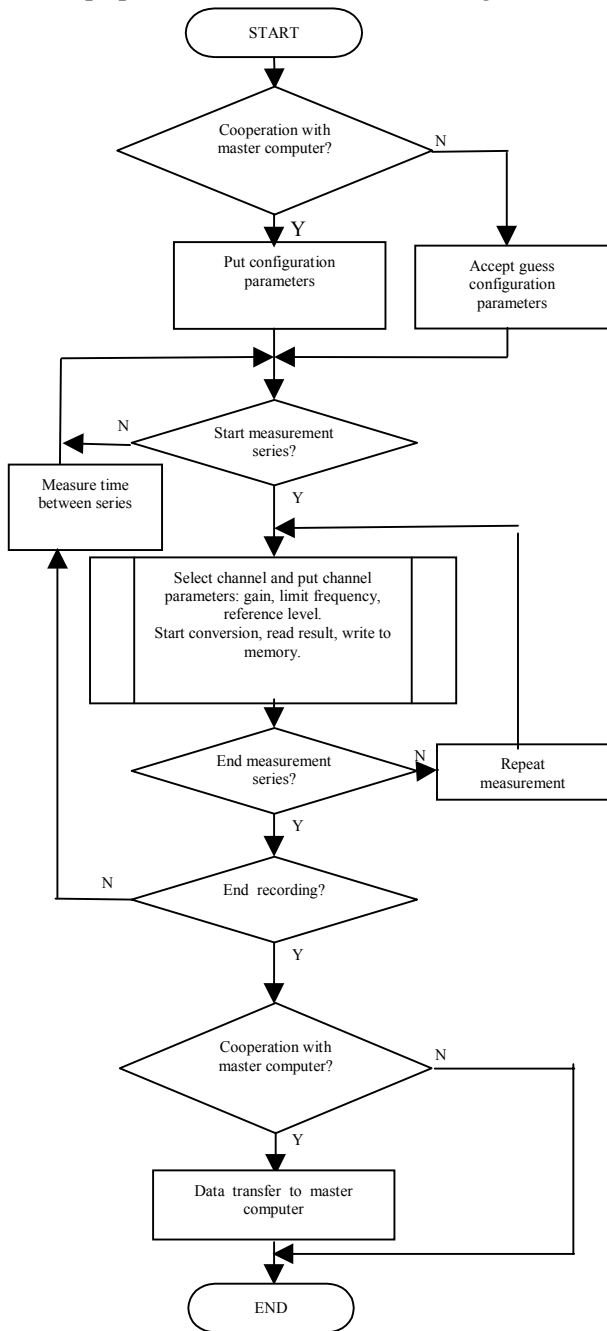 START
Cooperation with
master computer?
N
Y
Put configuration
parameters
Accept guess
configuration
parameters
N
Start measurement
series?
Measure time
between series
Y
Select channel and put channel
parameters: gain, limit frequency,
reference level.
Start conversion, read result, write to
memory.
End measurement
series?
N
Repeat
measurement
Y
N
End recording?
Y
Cooperation with
master computer?
N
Y
Data transfer to master
computer
END